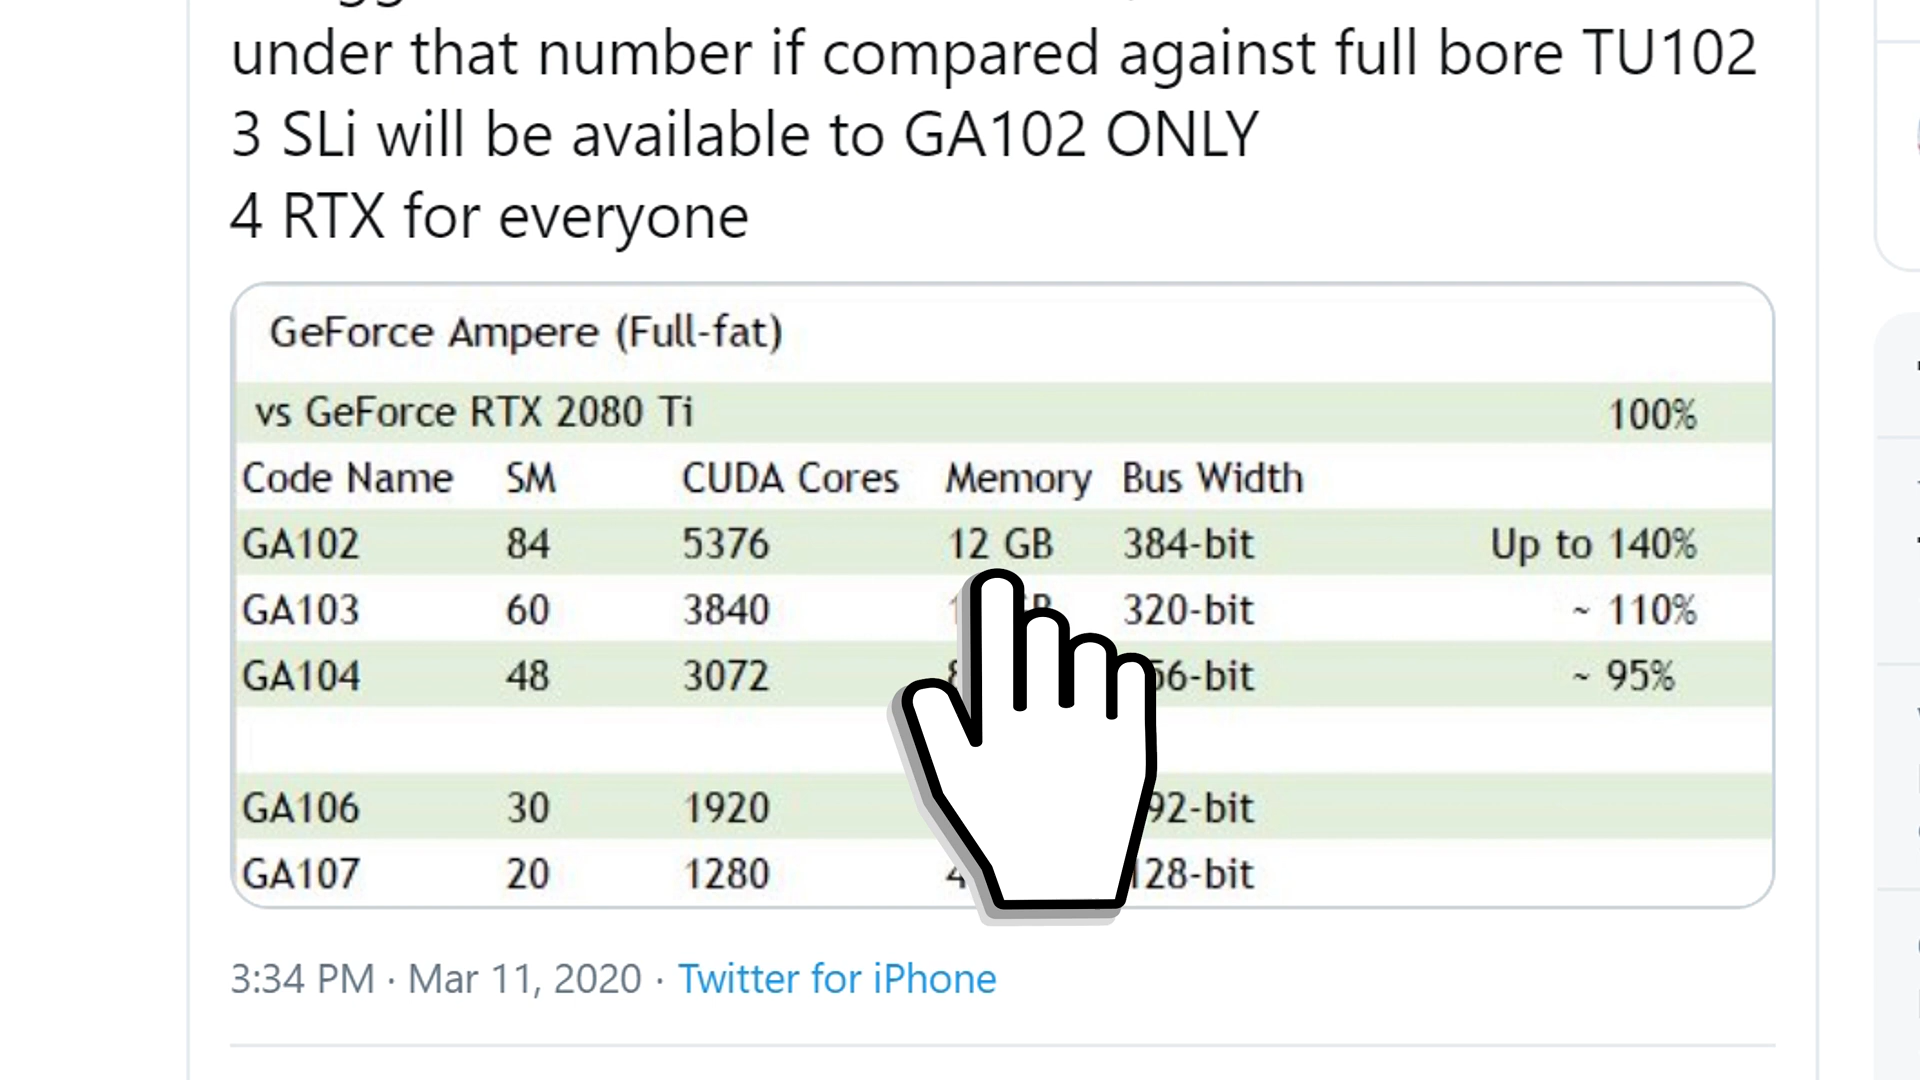 under that number if compared against full bore TU102
3 SLi will be available to GA102 ONLY
4 RTX for everyone
GeForce Ampere (Full-fat)
vs GeForce RTX 2080 Ti 100%
Code Name SM CUDA Cores Memory Bus Width
GA102 84 5376 12 GB 384-bit Up to 140%
GA103 60 3840 320-bit ~ 110%
GA104 48 3072 ~ 95%
GA106 30 1920
GA107 20 1280 128-bit
3:34 PM · Mar 11, 2020 · Twitter for iPhone